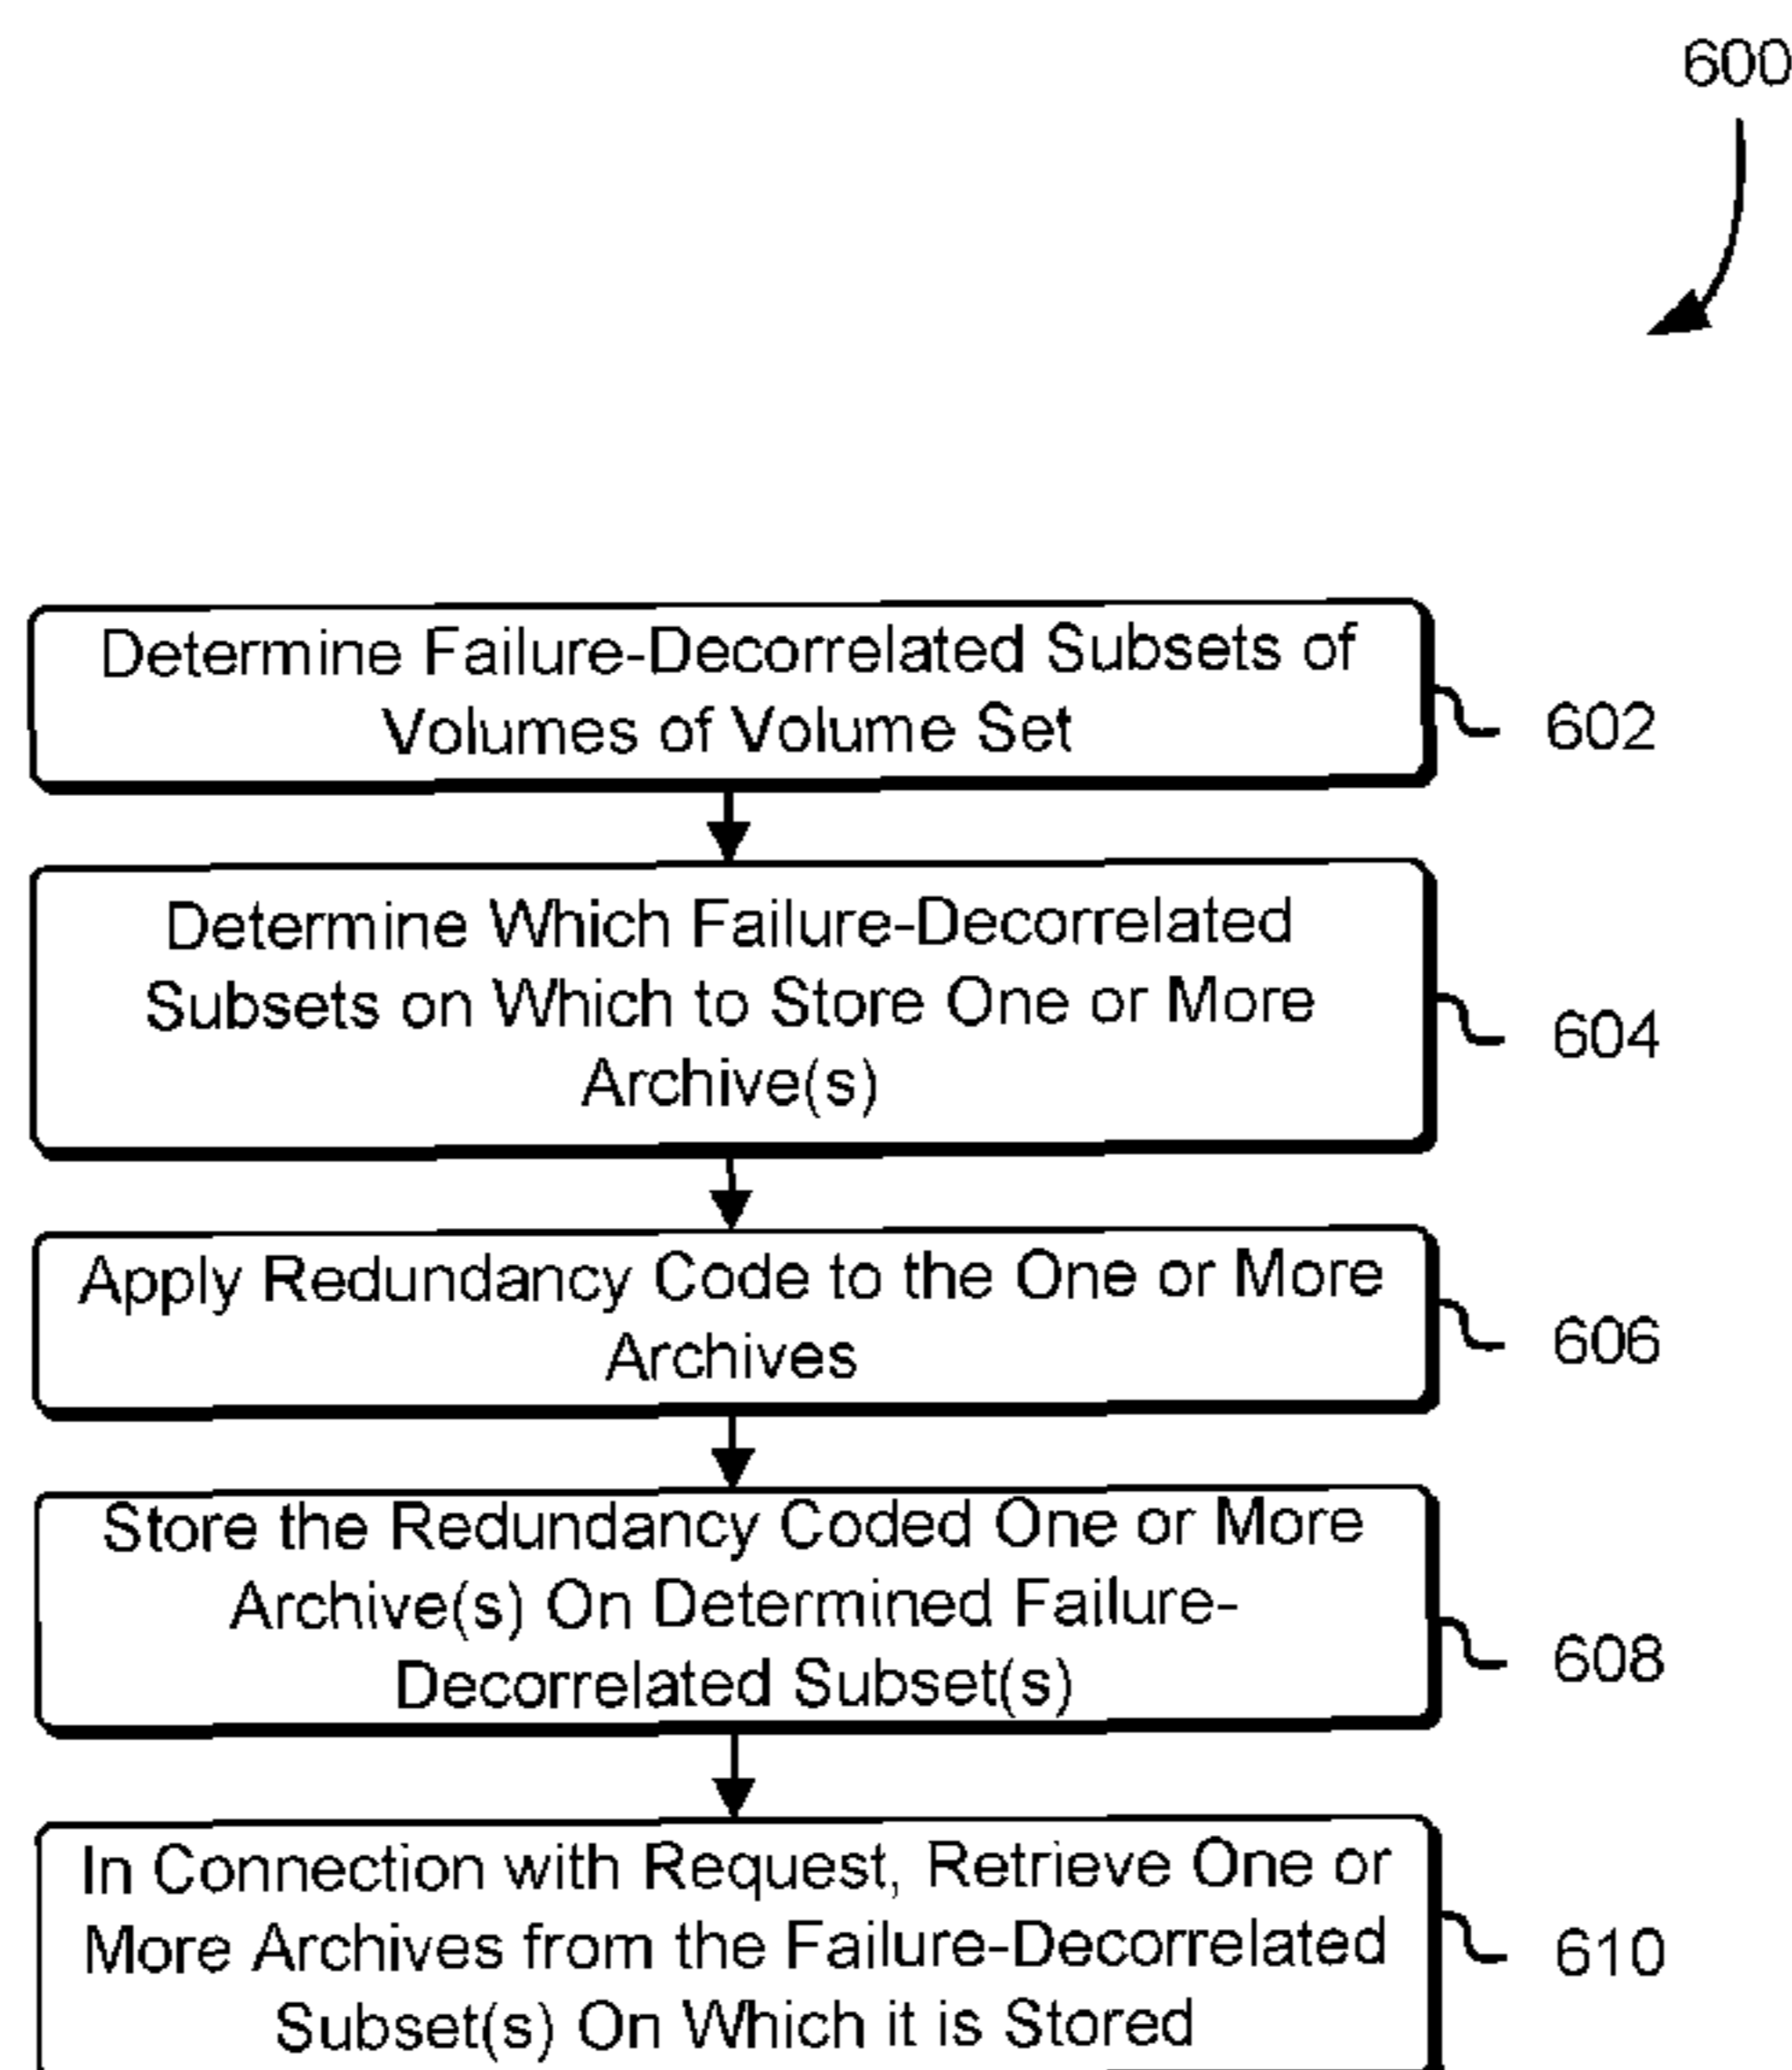 600
Determine Failure-Decorrelated Subsets of
Volumes of Volume Set
602
Determine Which Failure-Decorrelated
Subsets on Which to Store One or More
Archive(s)
604
Apply Redundancy Code to the One or More
Archives
606
Store the Redundancy Coded One or More
Archive(s) On Determined Failure-
Decorrelated Subset(s)
608
In Connection with Request, Retrieve One or
More Archives from the Failure-Decorrelated
Subset(s) On Which it is Stored
610